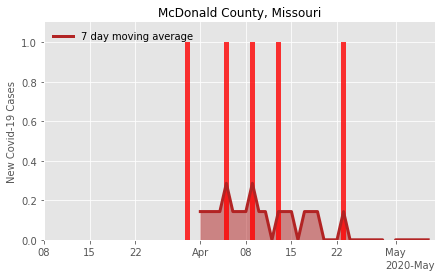 McDonald County, Missouri
7 day moving average
New Covid-19 Cases
1.0
0.8
0.6
0.4
0.2
0.0
08 15 22 Apr 08 15 22 May
2020-May